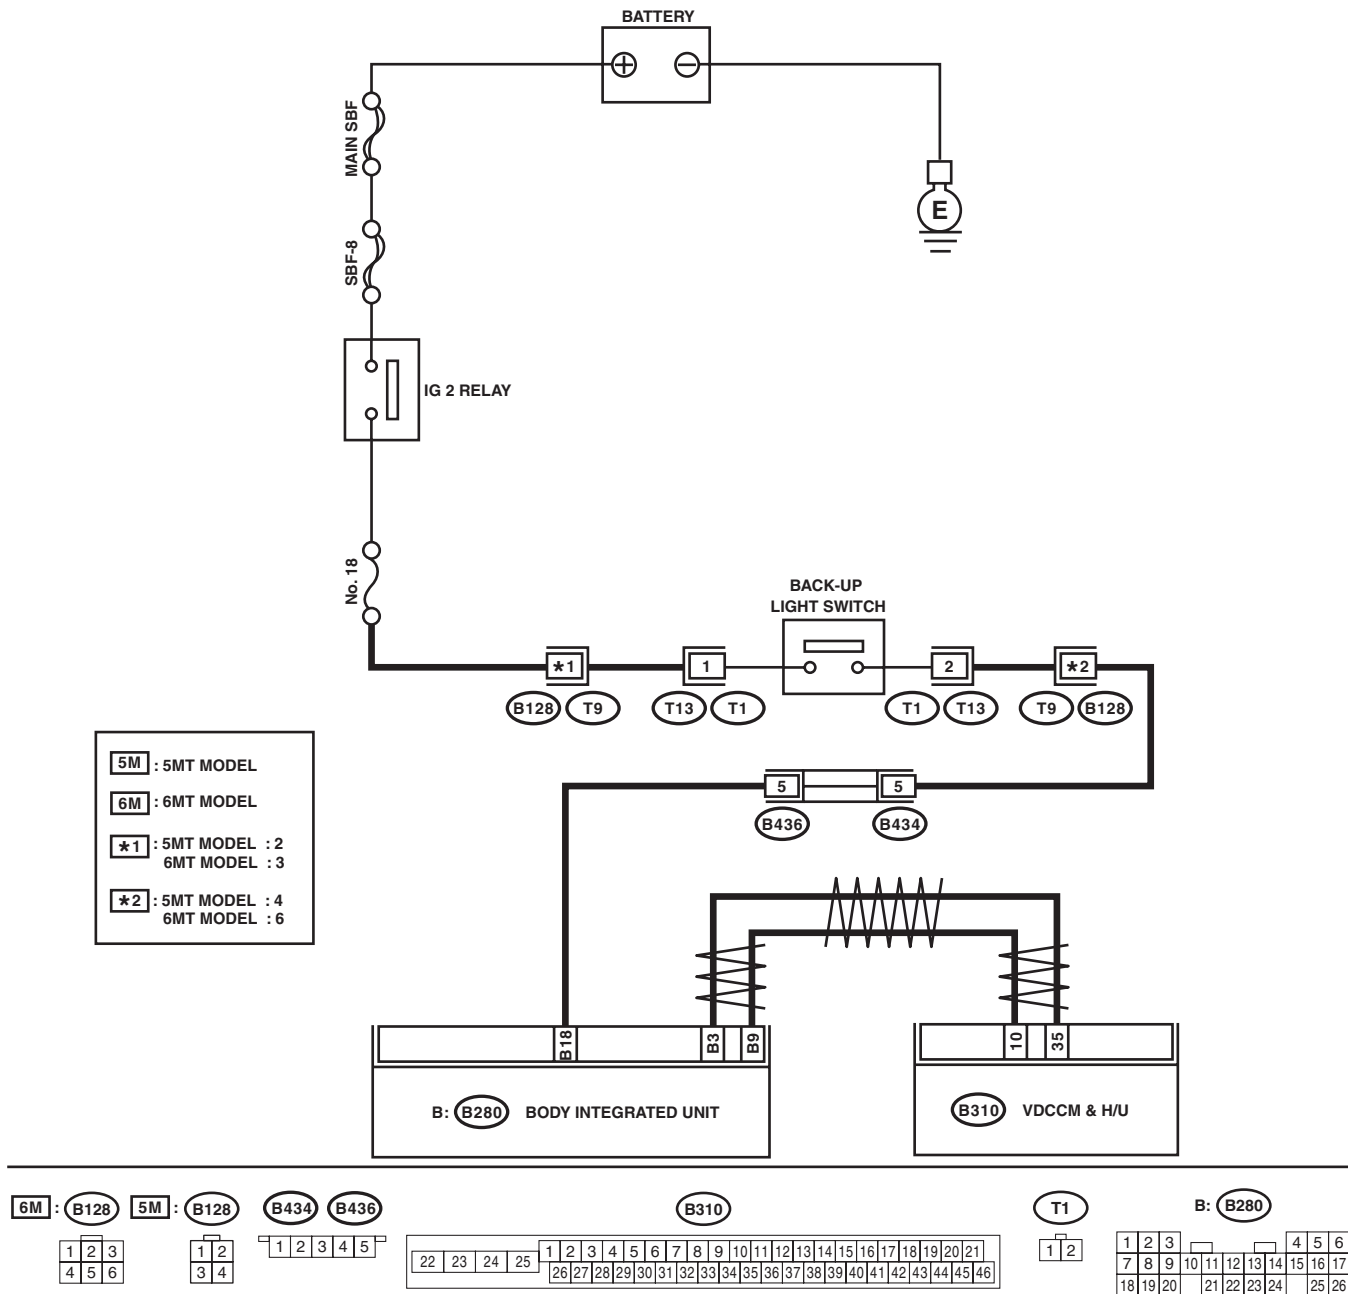 BATTERY
MAIN SBF
E
SBF-8
IG 2 RELAY
No. 18
BACK-UP
LIGHT SWITCH
*1 1 2 *2
B128 T9 T13 T1 T1 T13 T9 B128
5M : 5MT MODEL
6M : 6MT MODEL
*1 : 5MT MODEL : 2
6MT MODEL : 3
*2 : 5MT MODEL : 4
6MT MODEL : 6
5 5
B436 B434
B18 B3 B9 10 35
B: B280 BODY INTEGRATED UNIT
B310 VDCCM & H/U
6M : B128 5M : B128 B434 B436 B310 T1 B: B280
1 2 3
4 5 6
1 2
3 4
1 2 3 4 5
22 23 24 25
1 2 3 4 5 6 7 8 9 10 11 12 13 14 15 16 17 18 19 20 21
26 27 28 29 30 31 32 33 34 35 36 37 38 39 40 41 42 43 44 45 46
1 2
1 2 3 4 5 6
7 8 9 10 11 12 13 14 15 16 17
18 19 20 21 22 23 24 25 26